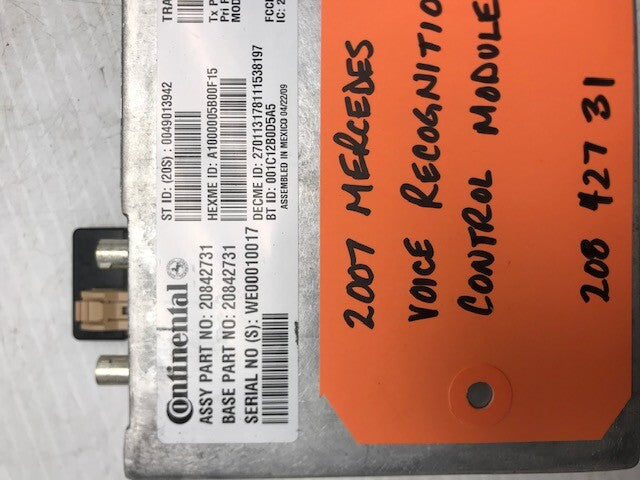 TRA
ST ID: (20S) : 0049013942
HEXME ID: A1000005B00F15
DECME ID: 270113178111538197
BT ID: 001C12B0D5A5
ASSEMBLED IN MEXICO 04/22/09
Continental
ASSY PART NO: 20842731
BASE PART NO: 20842731
SERIAL NO (S): WE00010017
2007 MERCEDES
VOICE RECOGNITIO
CONTROL MODULE
208 427 31